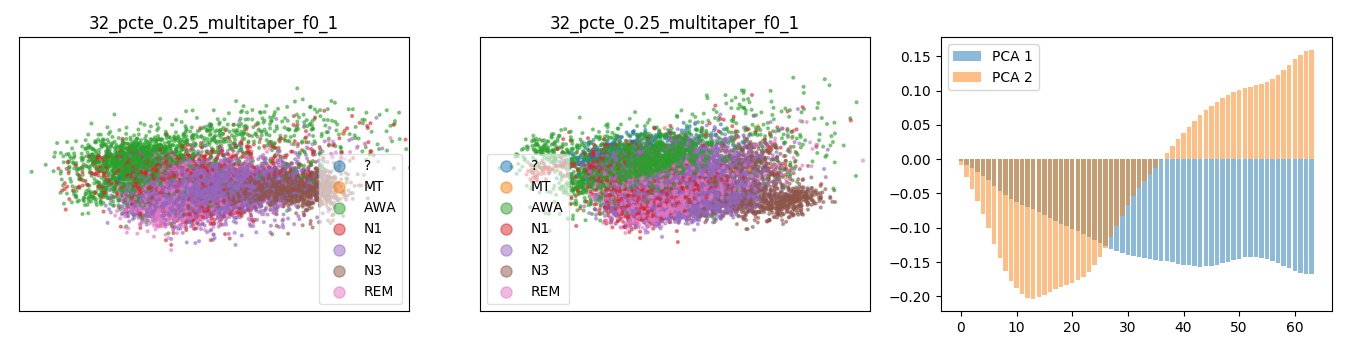 32_pcte_0.25_multitaper_f0_1
?
MT
AWA
N1
N2
N3
REM
32_pcte_0.25_multitaper_f0_1
?
MT
AWA
N1
N2
N3
REM
PCA 1
PCA 2
0.15
0.10
0.05
0.00
−0.05
−0.10
−0.15
−0.20
0 10 20 30 40 50 60